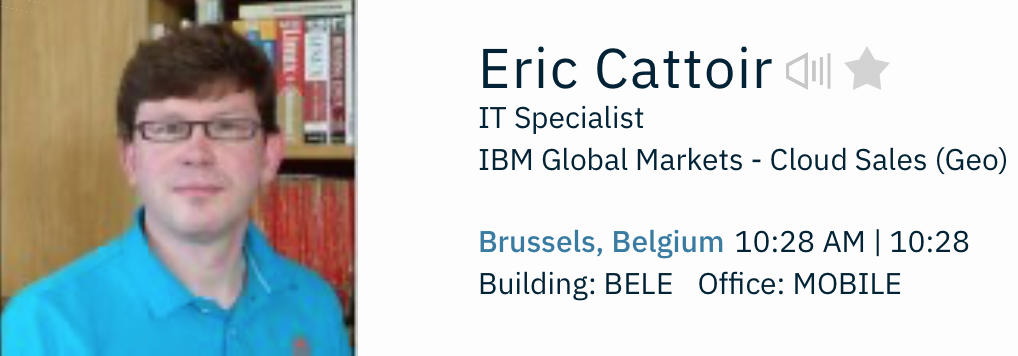 Eric Cattoir
IT Specialist
IBM Global Markets - Cloud Sales (Geo)
Brussels, Belgium 10:28 AM | 10:28
Building: BELE Office: MOBILE